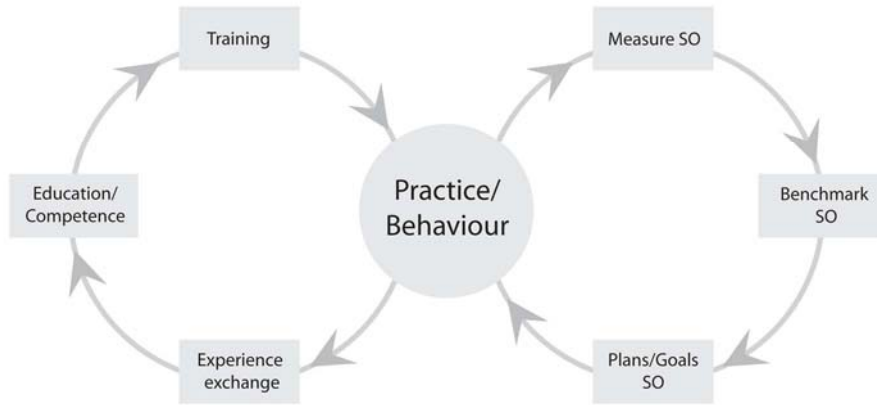 Training
Measure SO
Education/
Competence
Practice/
Behaviour
Benchmark
SO
Experience
exchange
Plans/Goals
SO